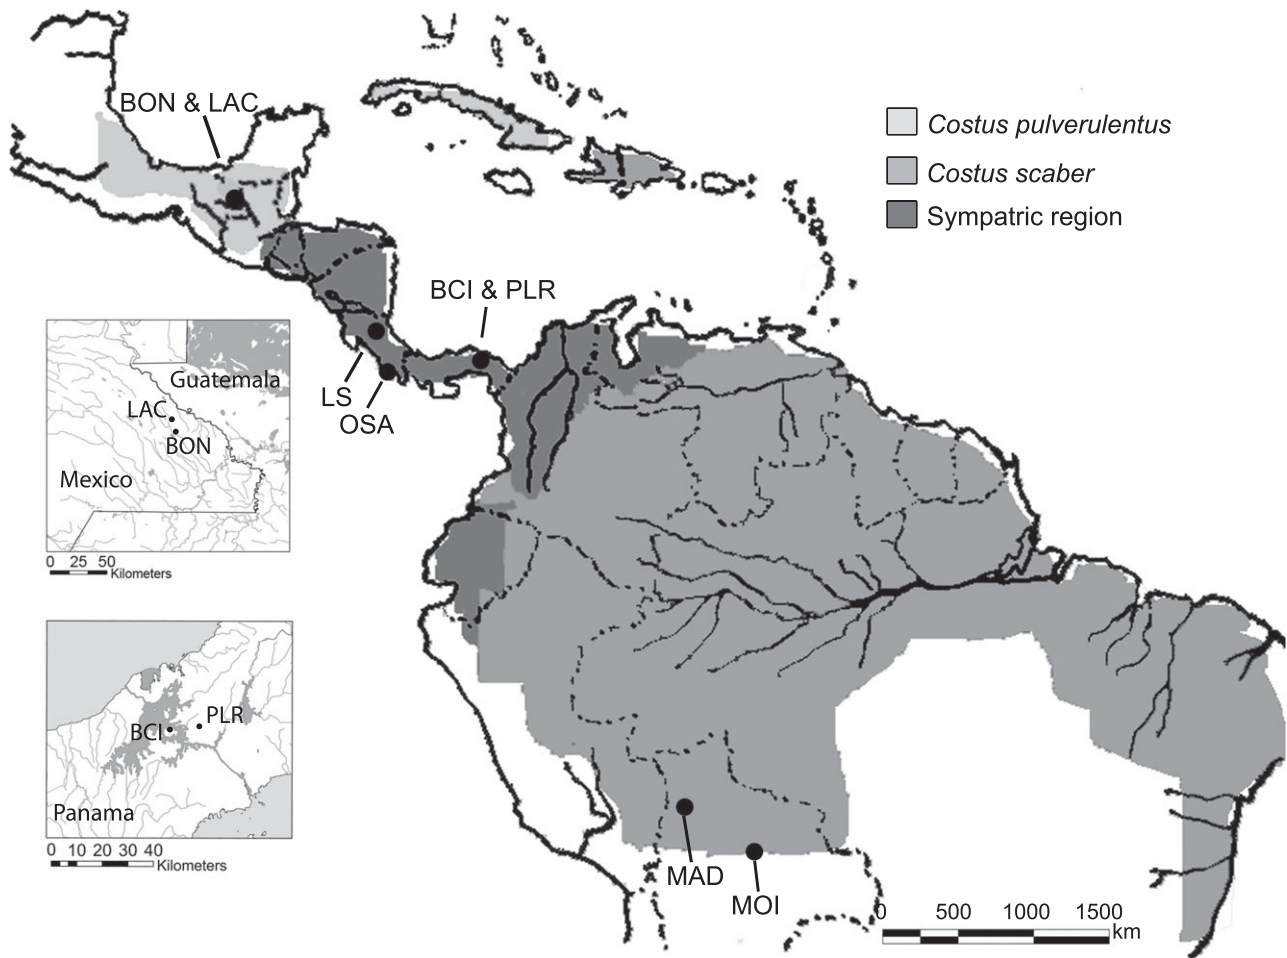 BON & LAC
Costus pulverulentus
Costus scaber
Sympatric region
BCI & PLR
LS
OSA
Guatemala
LAC
BON
Mexico
0 25 50
Kilometers
PLR
BCI
Panama
0 10 20 30 40
Kilometers
MAD
MOI
0 500 1000 1500
km